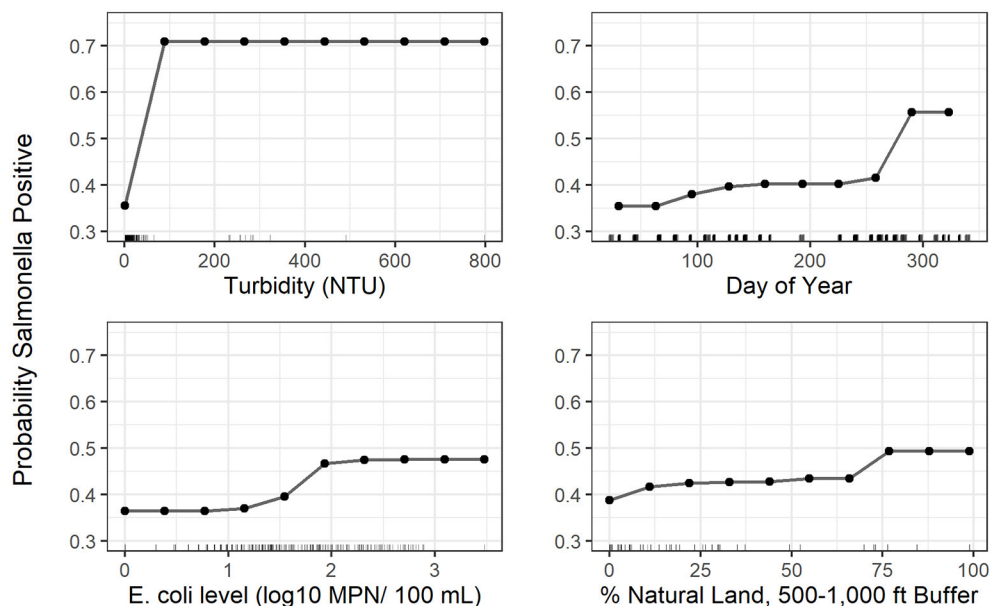 Probability Salmonella Positive
0.7
0.6
0.5
0.4
0.3
0 200 400 600 800
Turbidity (NTU)
0.7
0.6
0.5
0.4
0.3
100 200 300
Day of Year
0.7
0.6
0.5
0.4
0.3
0 1 2 3
E. coli level (log10 MPN/ 100 mL)
0.7
0.6
0.5
0.4
0.3
0 25 50 75 100
% Natural Land, 500-1,000 ft Buffer